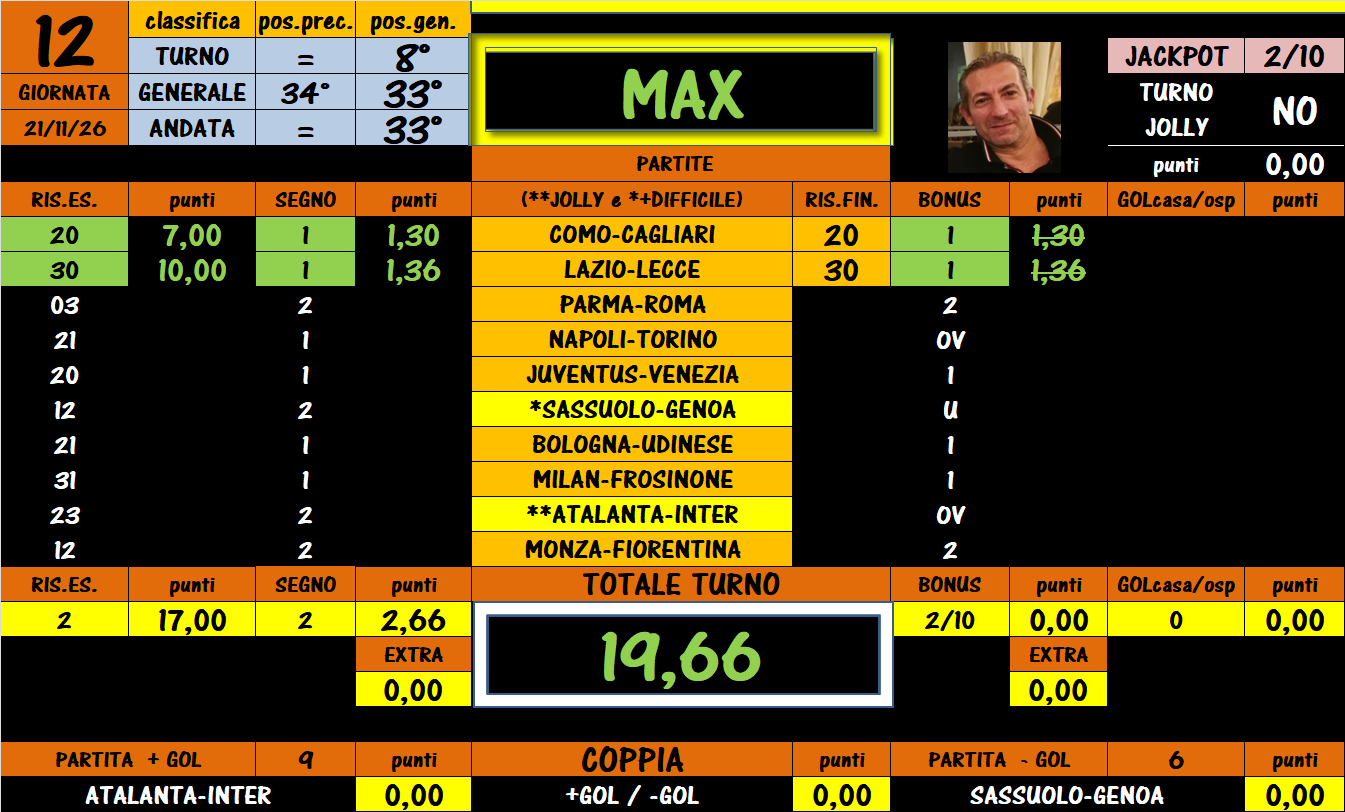 12 classifica pos.prec. pos.gen.
TURNO = 8°
GIORNATA GENERALE 34° 33°
21/11/26 ANDATA = 33°
MAX
JACKPOT 2/10
TURNO JOLLY NO
punti 0,00
PARTITE
RIS.ES. punti SEGNO punti (**JOLLY e *+DIFFICILE) RIS.FIN. BONUS punti GOLcasa/osp punti
20 7,00 1 1,30 COMO-CAGLIARI 20 1 1,30
30 10,00 1 1,36 LAZIO-LECCE 30 1 1,36
03 2 PARMA-ROMA 2
21 1 NAPOLI-TORINO OV
20 1 JUVENTUS-VENEZIA 1
12 2 *SASSUOLO-GENOA U
21 1 BOLOGNA-UDINESE 1
31 1 MILAN-FROSINONE 1
23 2 **ATALANTA-INTER OV
12 2 MONZA-FIORENTINA 2
RIS.ES. punti SEGNO punti TOTALE TURNO BONUS punti GOLcasa/osp punti
2 17,00 2 2,66 19,66 2/10 0,00 0 0,00
EXTRA EXTRA
0,00 0,00
PARTITA + GOL 9 punti COPPIA punti PARTITA - GOL 6 punti
ATALANTA-INTER 0,00 +GOL / -GOL 0,00 SASSUOLO-GENOA 0,00